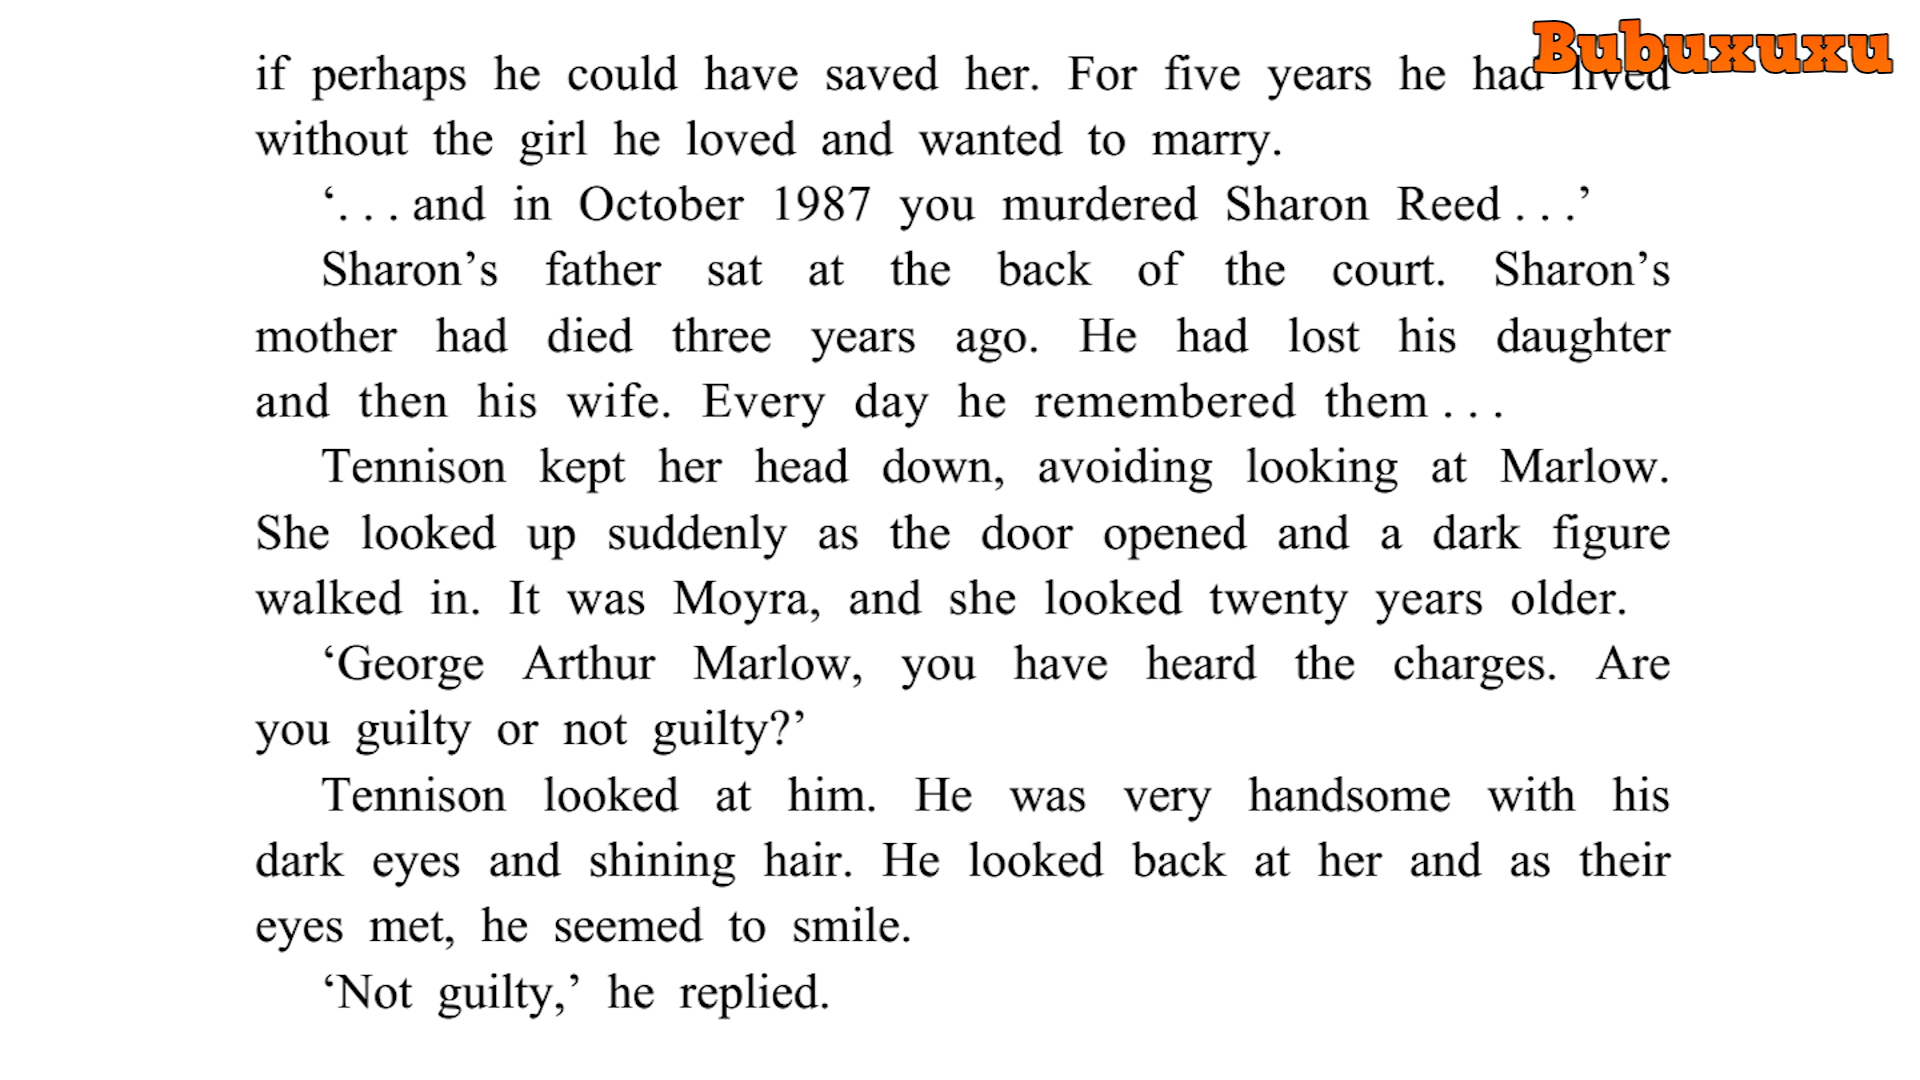 Bubuxuxu
if perhaps he could have saved her. For five years he had lived
without the girl he loved and wanted to marry.
‘. . . and in October 1987 you murdered Sharon Reed . . .’
Sharon’s father sat at the back of the court. Sharon’s
mother had died three years ago. He had lost his daughter
and then his wife. Every day he remembered them . . .
Tennison kept her head down, avoiding looking at Marlow.
She looked up suddenly as the door opened and a dark figure
walked in. It was Moyra, and she looked twenty years older.
‘George Arthur Marlow, you have heard the charges. Are
you guilty or not guilty?’
Tennison looked at him. He was very handsome with his
dark eyes and shining hair. He looked back at her and as their
eyes met, he seemed to smile.
‘Not guilty,’ he replied.